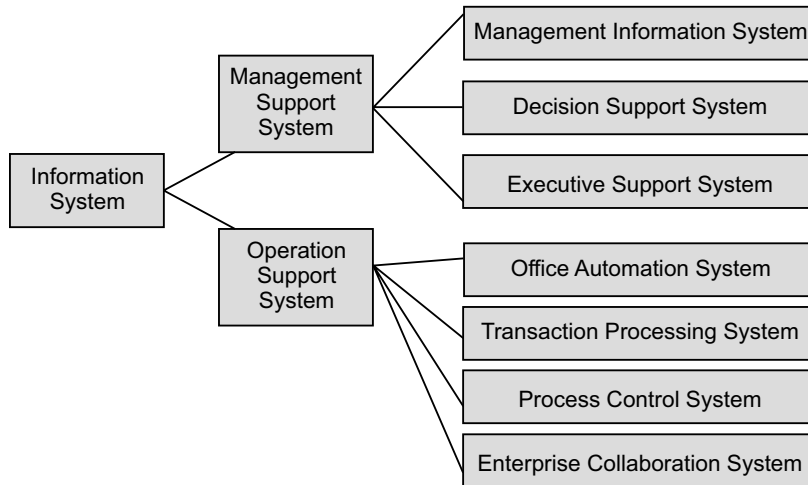 Information
System
Management
Support
System
Management Information System
Decision Support System
Executive Support System
Operation
Support
System
Office Automation System
Transaction Processing System
Process Control System
Enterprise Collaboration System